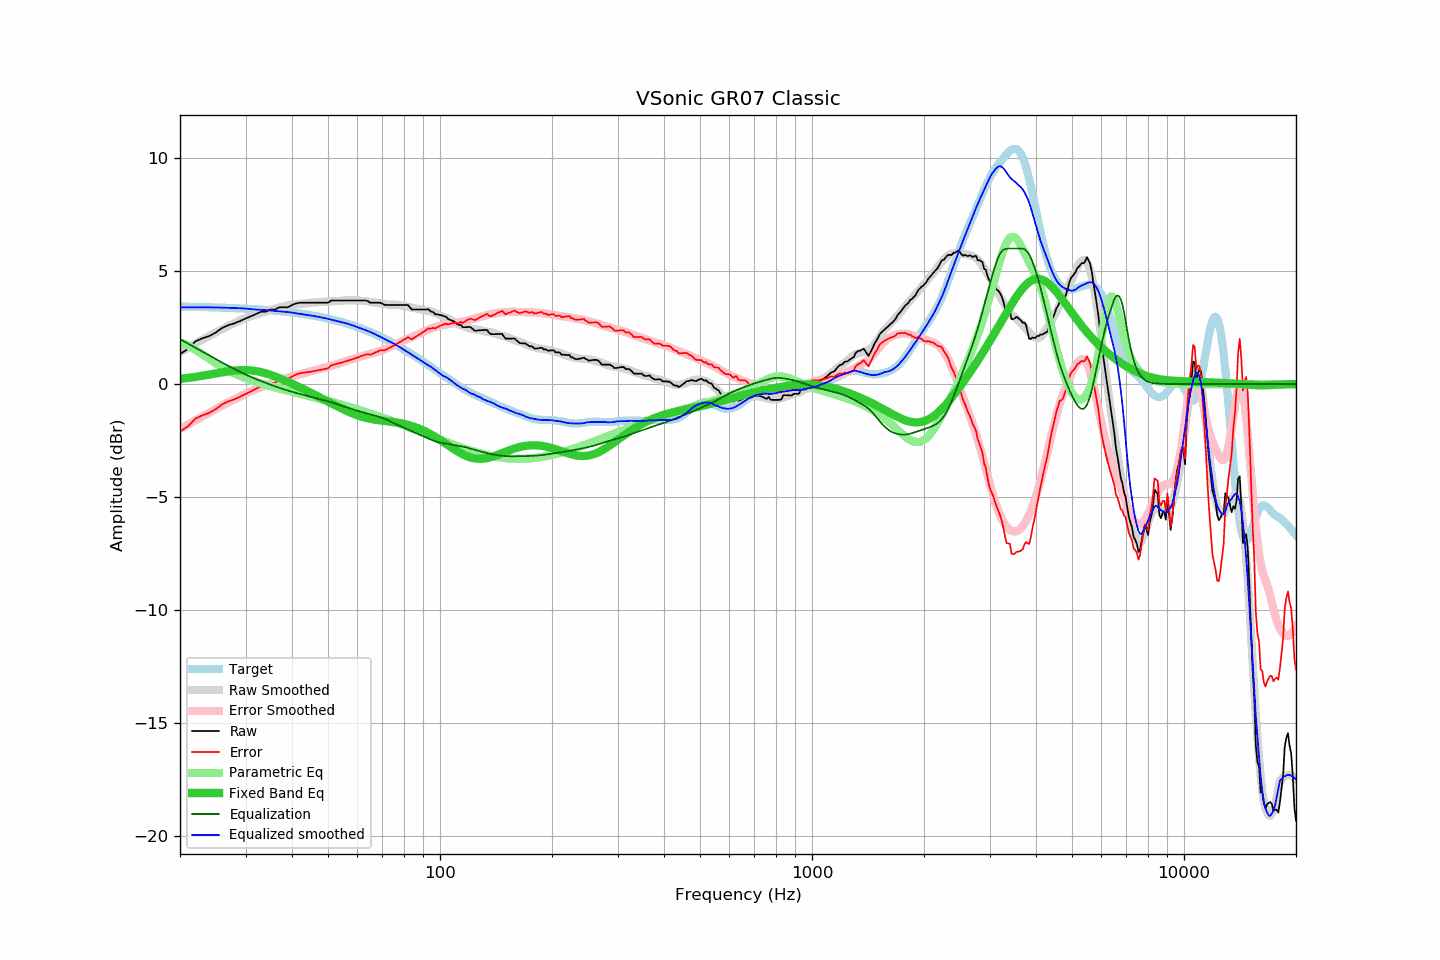 VSonic GR07 Classic
Amplitude (dBr)
10
5
0
−5
−10
−15
−20
Target
Raw Smoothed
Error Smoothed
Raw
Error
Parametric Eq
Fixed Band Eq
Equalization
Equalized smoothed
100
1000
10000
Frequency (Hz)